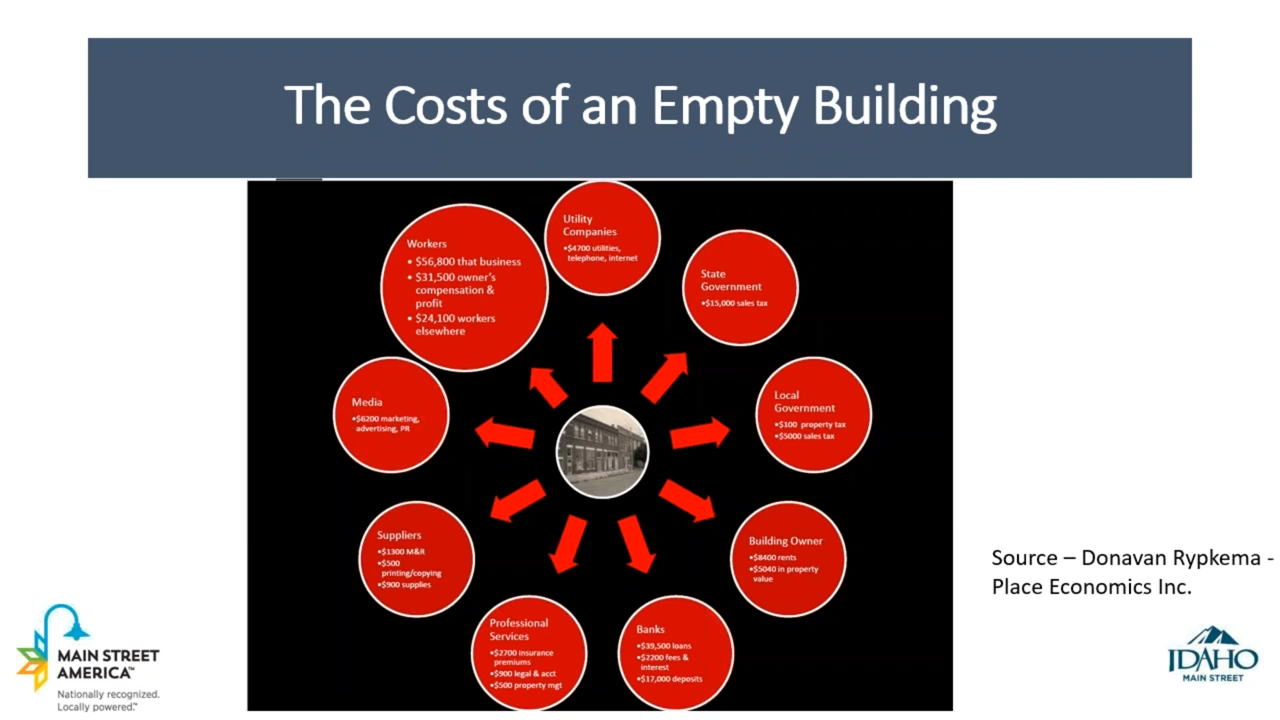 The Costs of an Empty Building
Utility
Companies
•$4700 utilities,
telephone, internet
State
Government
•$15,000 sales tax
Local
Government
•$100 property tax
•$5000 sales tax
Building Owner
•$8400 rents
•$5040 in property
value
Banks
•$39,500 loans
•$2200 fees &
interest
•$17,000 deposits
Professional
Services
•$2700 insurance
premiums
•$900 legal & acct
•$500 property mgt
Suppliers
•$1300 M&R
•$500
printing/copying
•$900 supplies
Media
•$6200 marketing,
advertising, PR
Workers
• $56,800 that business
• $31,500 owner's
compensation &
profit
• $24,100 workers
elsewhere
Source – Donavan Rypkema -
Place Economics Inc.
MAIN STREET
AMERICA™
Nationally recognized.
Locally powered.™
IDAHO
MAIN STREET